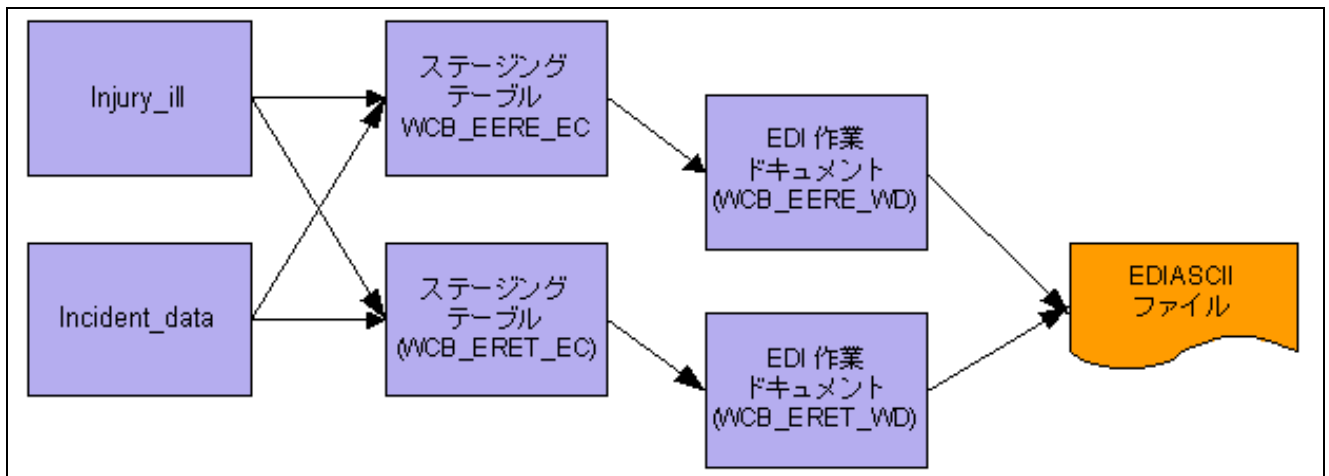 Injury_ill
ステージング
テーブル
WCB_EERE_EC
EDI 作業
ドキュメント
(WCB_EERE_WD)
Incident_data
ステージング
テーブル
(WCB_ERET_EC)
EDI 作業
ドキュメント
(WCB_ERET_WD)
EDIASCII
ファイル